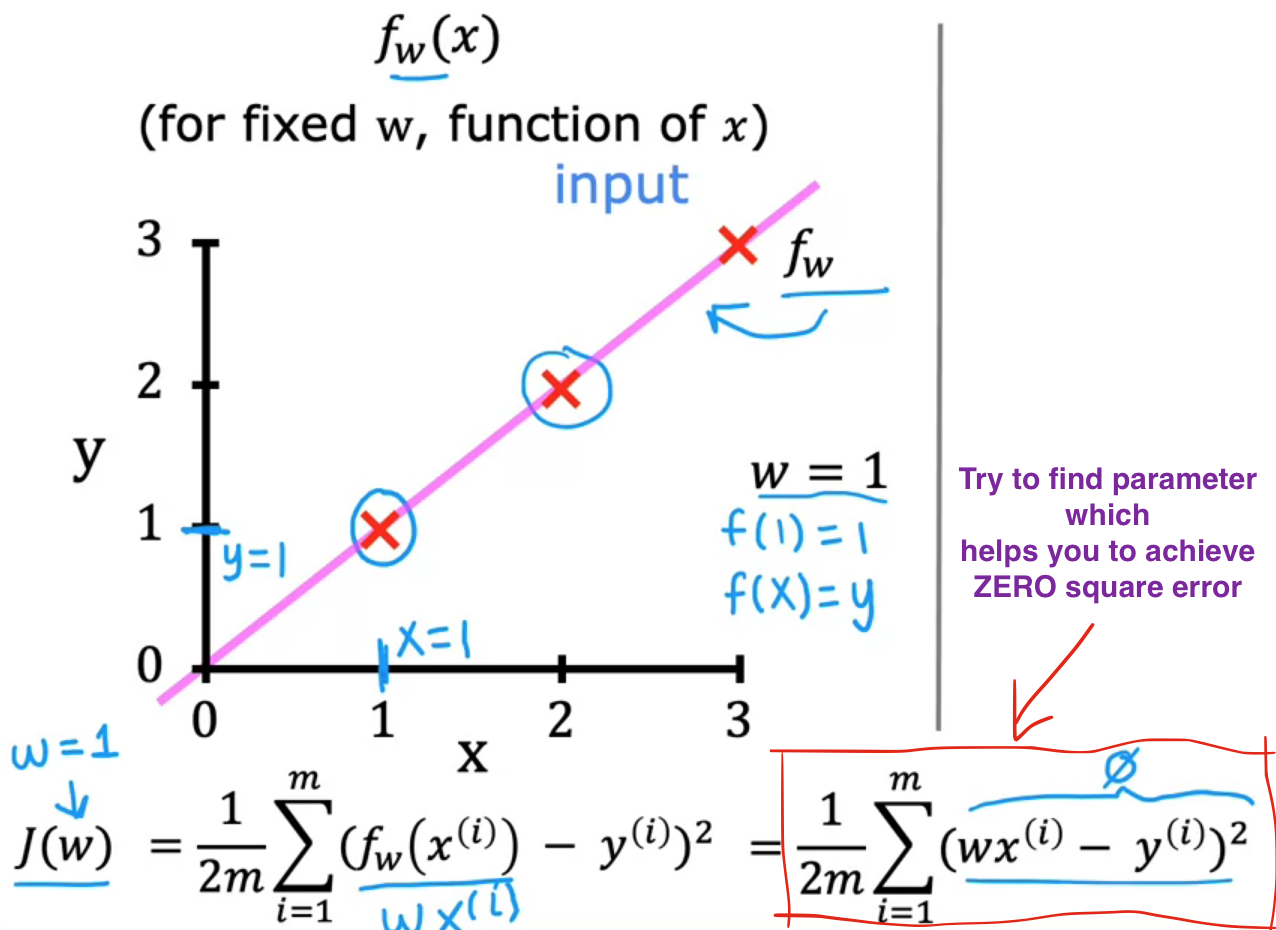 f_w(x)
(for fixed w, function of x)
input
3
f_w
2
y
w = 1
1
f(1) = 1
y=1
f(x)=y
x=1
0
0 1 2 3
x
Try to find parameter
which
helps you to achieve
ZERO square error
w=1
∅
J(w) = \frac{1}{2m} \sum_{i=1}^{m} (f_w(x^{(i)}) - y^{(i)})^2 = \frac{1}{2m} \sum_{i=1}^{m} (wx^{(i)} - y^{(i)})^2
wx^{(i)}